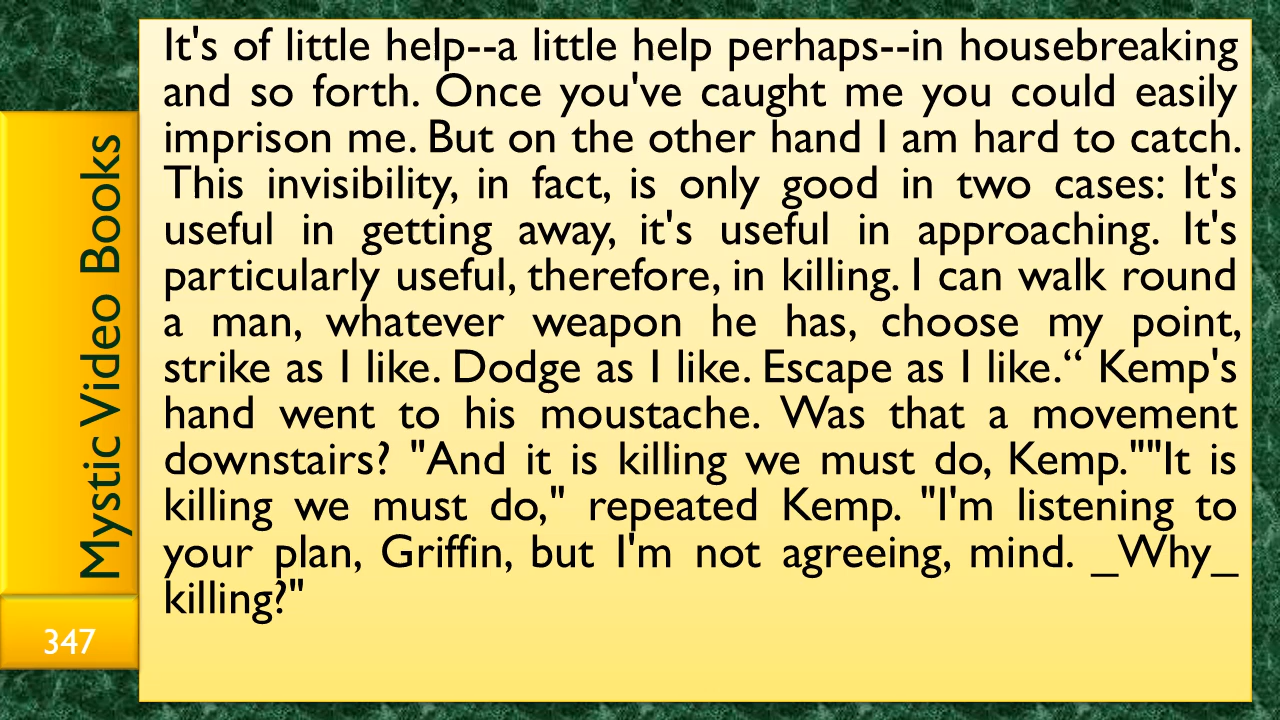 It's of little help--a little help perhaps--in housebreaking
and so forth. Once you've caught me you could easily
imprison me. But on the other hand I am hard to catch.
This invisibility, in fact, is only good in two cases: It's
useful in getting away, it's useful in approaching. It's
particularly useful, therefore, in killing. I can walk round
a man, whatever weapon he has, choose my point,
strike as I like. Dodge as I like. Escape as I like.“ Kemp's
hand went to his moustache. Was that a movement
downstairs? "And it is killing we must do, Kemp.""It is
killing we must do," repeated Kemp. "I'm listening to
your plan, Griffin, but I'm not agreeing, mind. _Why_
killing?"
Mystic Video Books
347